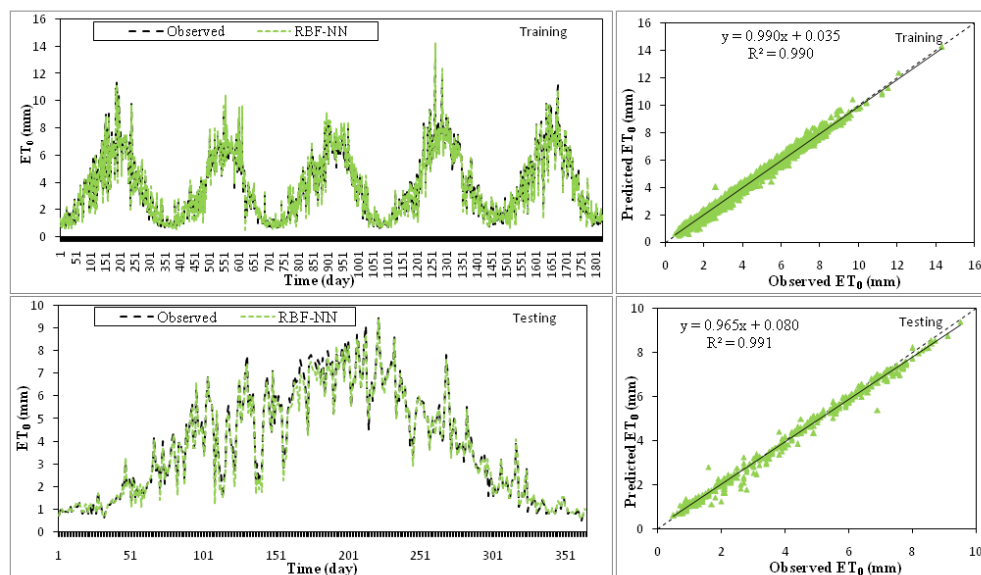 Observed RBF-NN Training
16
14
12
10
8
6
4
2
0
ET₀ (mm)
1 51 101 151 201 251 301 351 401 451 501 551 601 651 701 751 801 851 901 951 1001 1051 1101 1151 1201 1251 1301 1351 1401 1451 1501 1551 1601 1651 1701 1751 1801
Time (day)
y = 0.990x + 0.035
R² = 0.990
Training
16
14
12
10
8
6
4
2
0
Predicted ET₀ (mm)
0 2 4 6 8 10 12 14 16
Observed ET₀ (mm)
Observed RBF-NN Testing
10
9
8
7
6
5
4
3
2
1
0
ET₀ (mm)
1 51 101 151 201 251 301 351
Time (day)
y = 0.965x + 0.080
R² = 0.991
Testing
10
8
6
4
2
0
Predicted ET₀ (mm)
0 2 4 6 8 10
Observed ET₀ (mm)